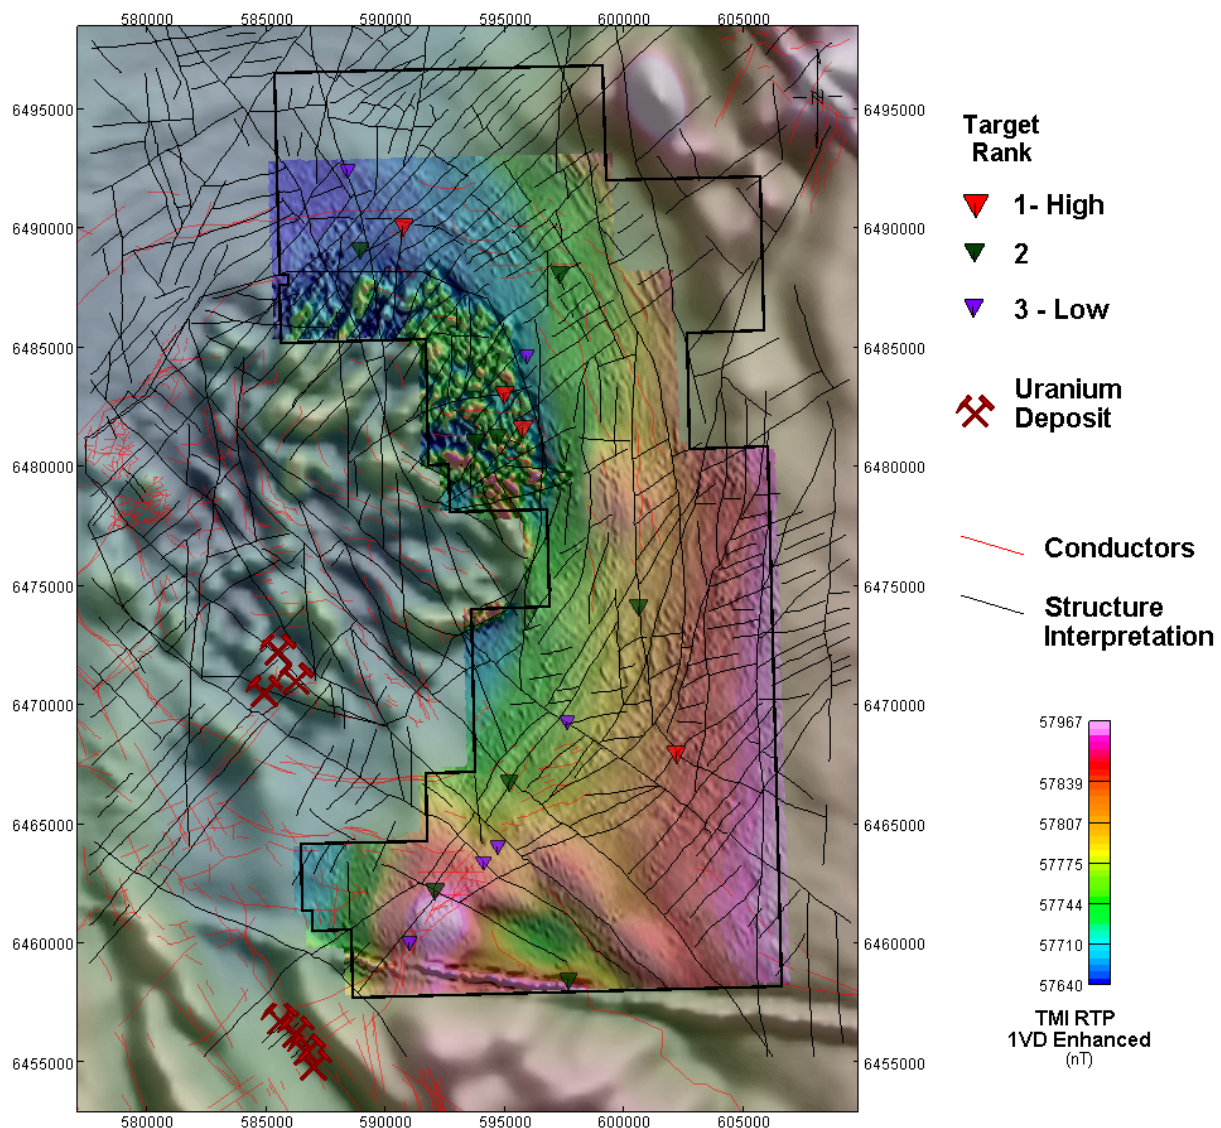 580000 585000 590000 595000 600000 605000
6495000 6495000
N
Target
Rank
1- High
6490000 6490000
2
3 - Low
6485000 6485000
Uranium
Deposit
6480000 6480000
Conductors
6475000 6475000
Structure
Interpretation
6470000 6470000
57967
57839
6465000 6465000
57807
57775
57744
6460000 6460000
57710
57640
TMI RTP
1VD Enhanced
(nT)
6455000 6455000
580000 585000 590000 595000 600000 605000